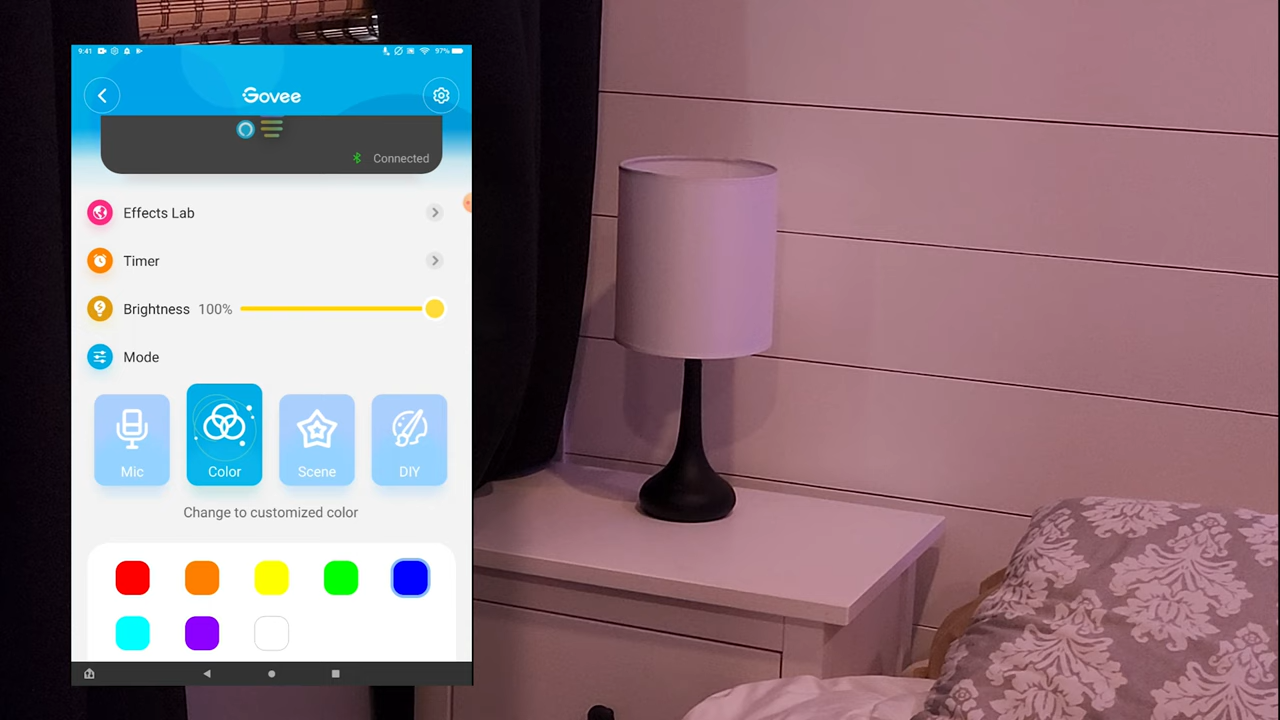 9:41
97%
Govee
Connected
Effects Lab
Timer
Brightness 100%
Mode
Mic
Color
Scene
DIY
Change to customized color